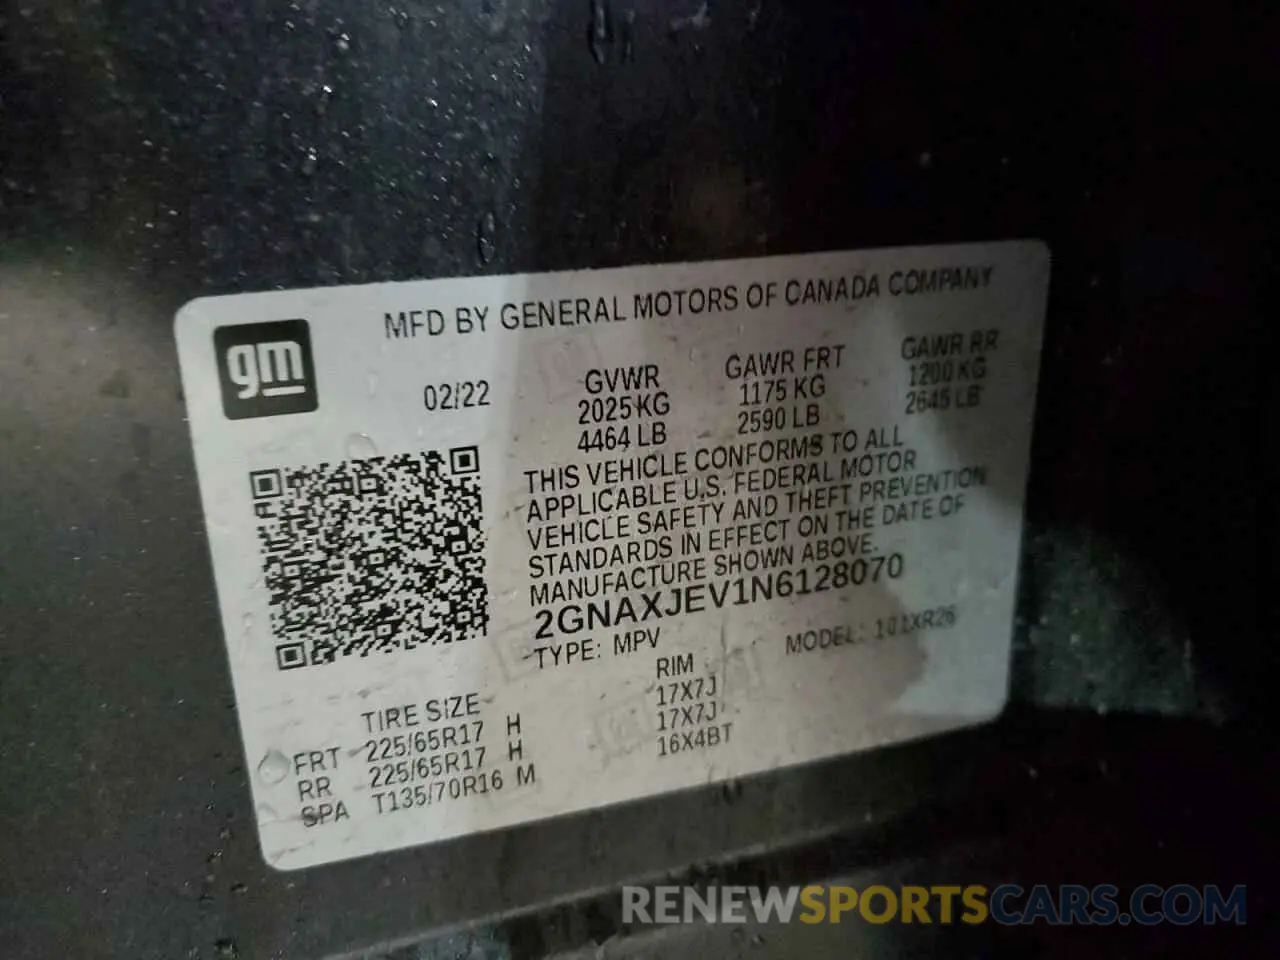 MFD BY GENERAL MOTORS OF CANADA COMPANY
gm
02/22
GVWR GAWR FRT GAWR RR
2025 KG 1175 KG 1200 KG
4464 LB 2590 LB 2645 LB
THIS VEHICLE CONFORMS TO ALL
APPLICABLE U.S. FEDERAL MOTOR
VEHICLE SAFETY AND THEFT PREVENTION
STANDARDS IN EFFECT ON THE DATE OF
MANUFACTURE SHOWN ABOVE.
2GNAXJEV1N6128070
TYPE: MPV MODEL: 101XR26
TIRE SIZE RIM
FRT 225/65R17 H 17X7J
RR 225/65R17 H 17X7J
SPA T135/70R16 M 16X4BT
RENEWSPORTSCARS.COM